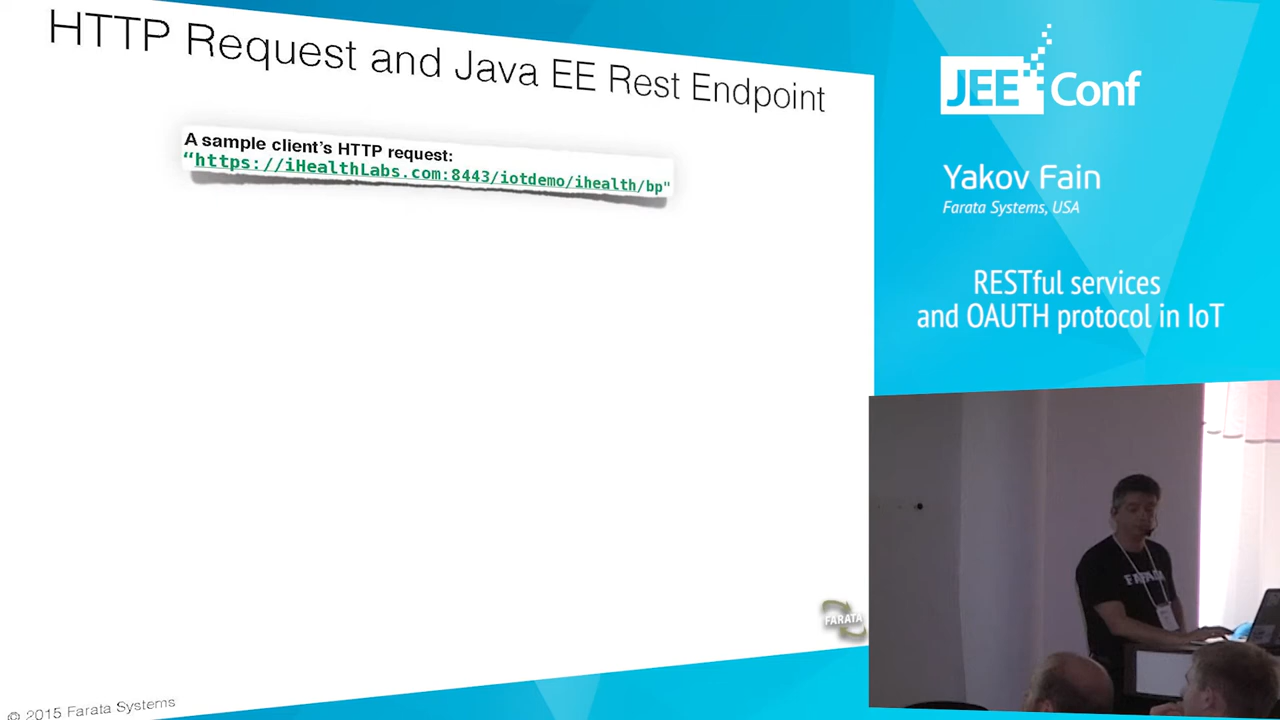 HTTP Request and Java EE Rest Endpoint
A sample client's HTTP request:
“https://iHealthLabs.com:8443/iotdemo/ihealth/bp"
FARATA
© 2015 Farata Systems
JEE Conf
Yakov Fain
Farata Systems, USA
RESTful services
and OAUTH protocol in IoT
FARATA